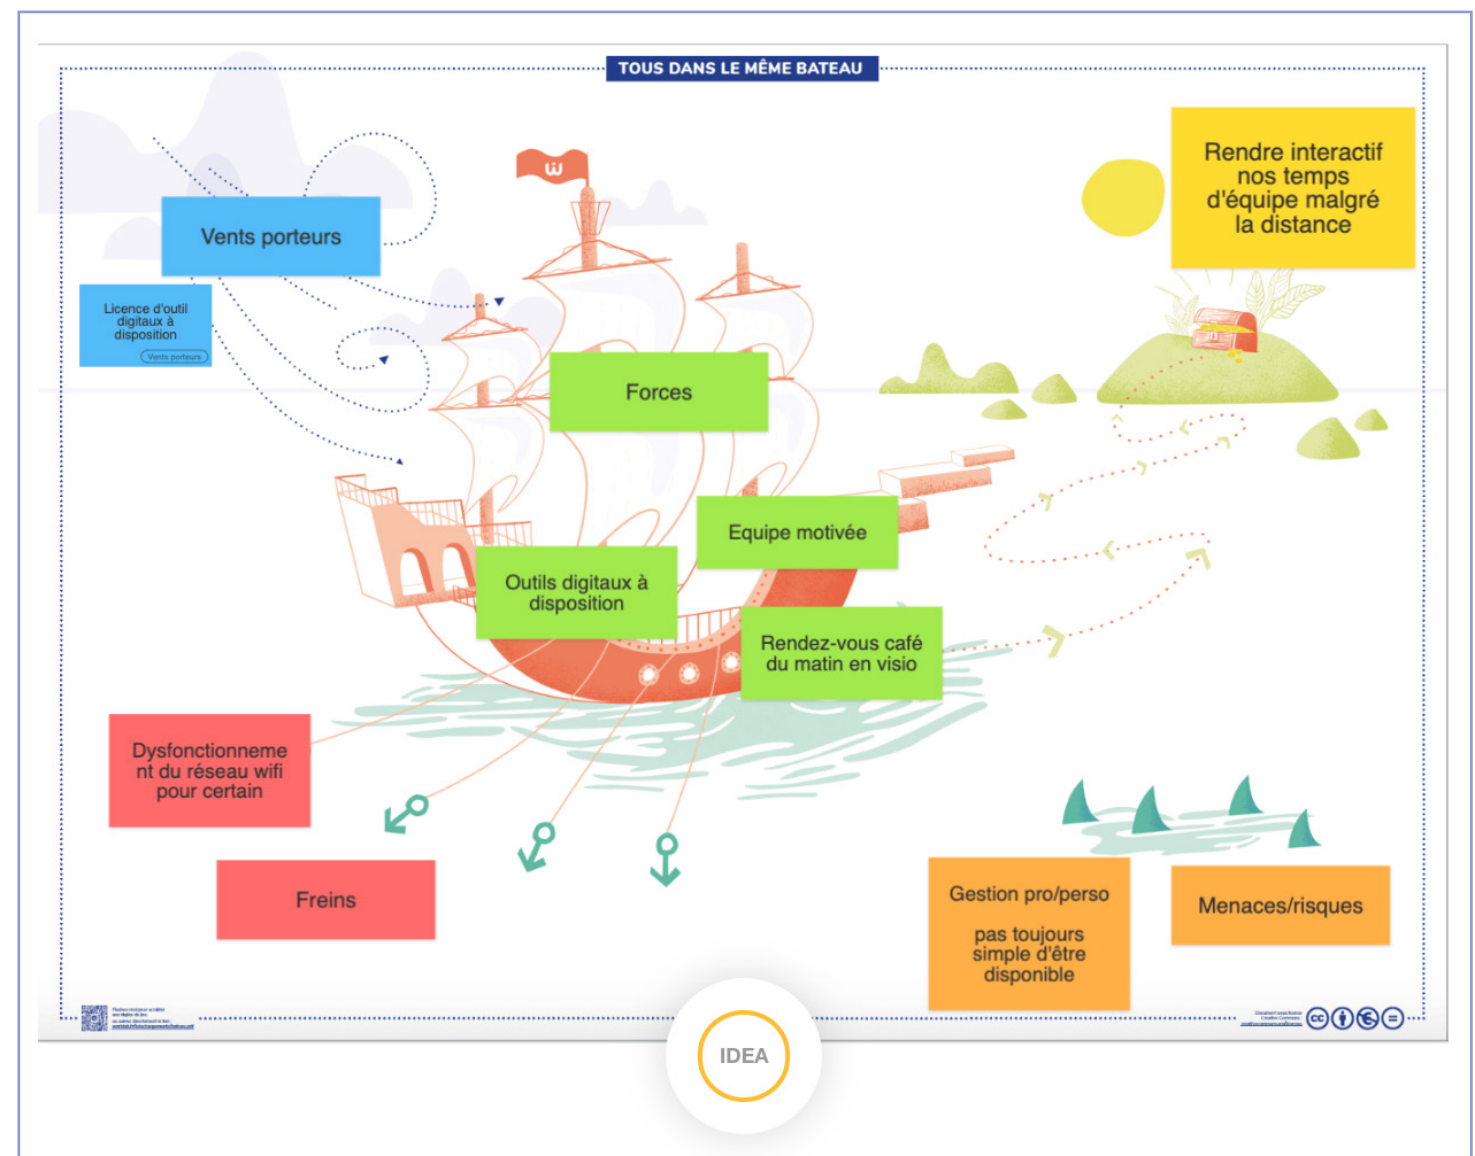 TOUS DANS LE MÊME BATEAU
Rendre interactif
nos temps
d'équipe malgré
la distance
Vents porteurs
Licence d'outil
digitaux à
disposition
Vents porteurs
Forces
Equipe motivée
Outils digitaux à
disposition
Rendez-vous café
du matin en visio
Dysfonctionneme
nt du réseau wifi
pour certain
Freins
Gestion pro/perso
pas toujours
simple d'être
disponible
Menaces/risques
cc
IDEA